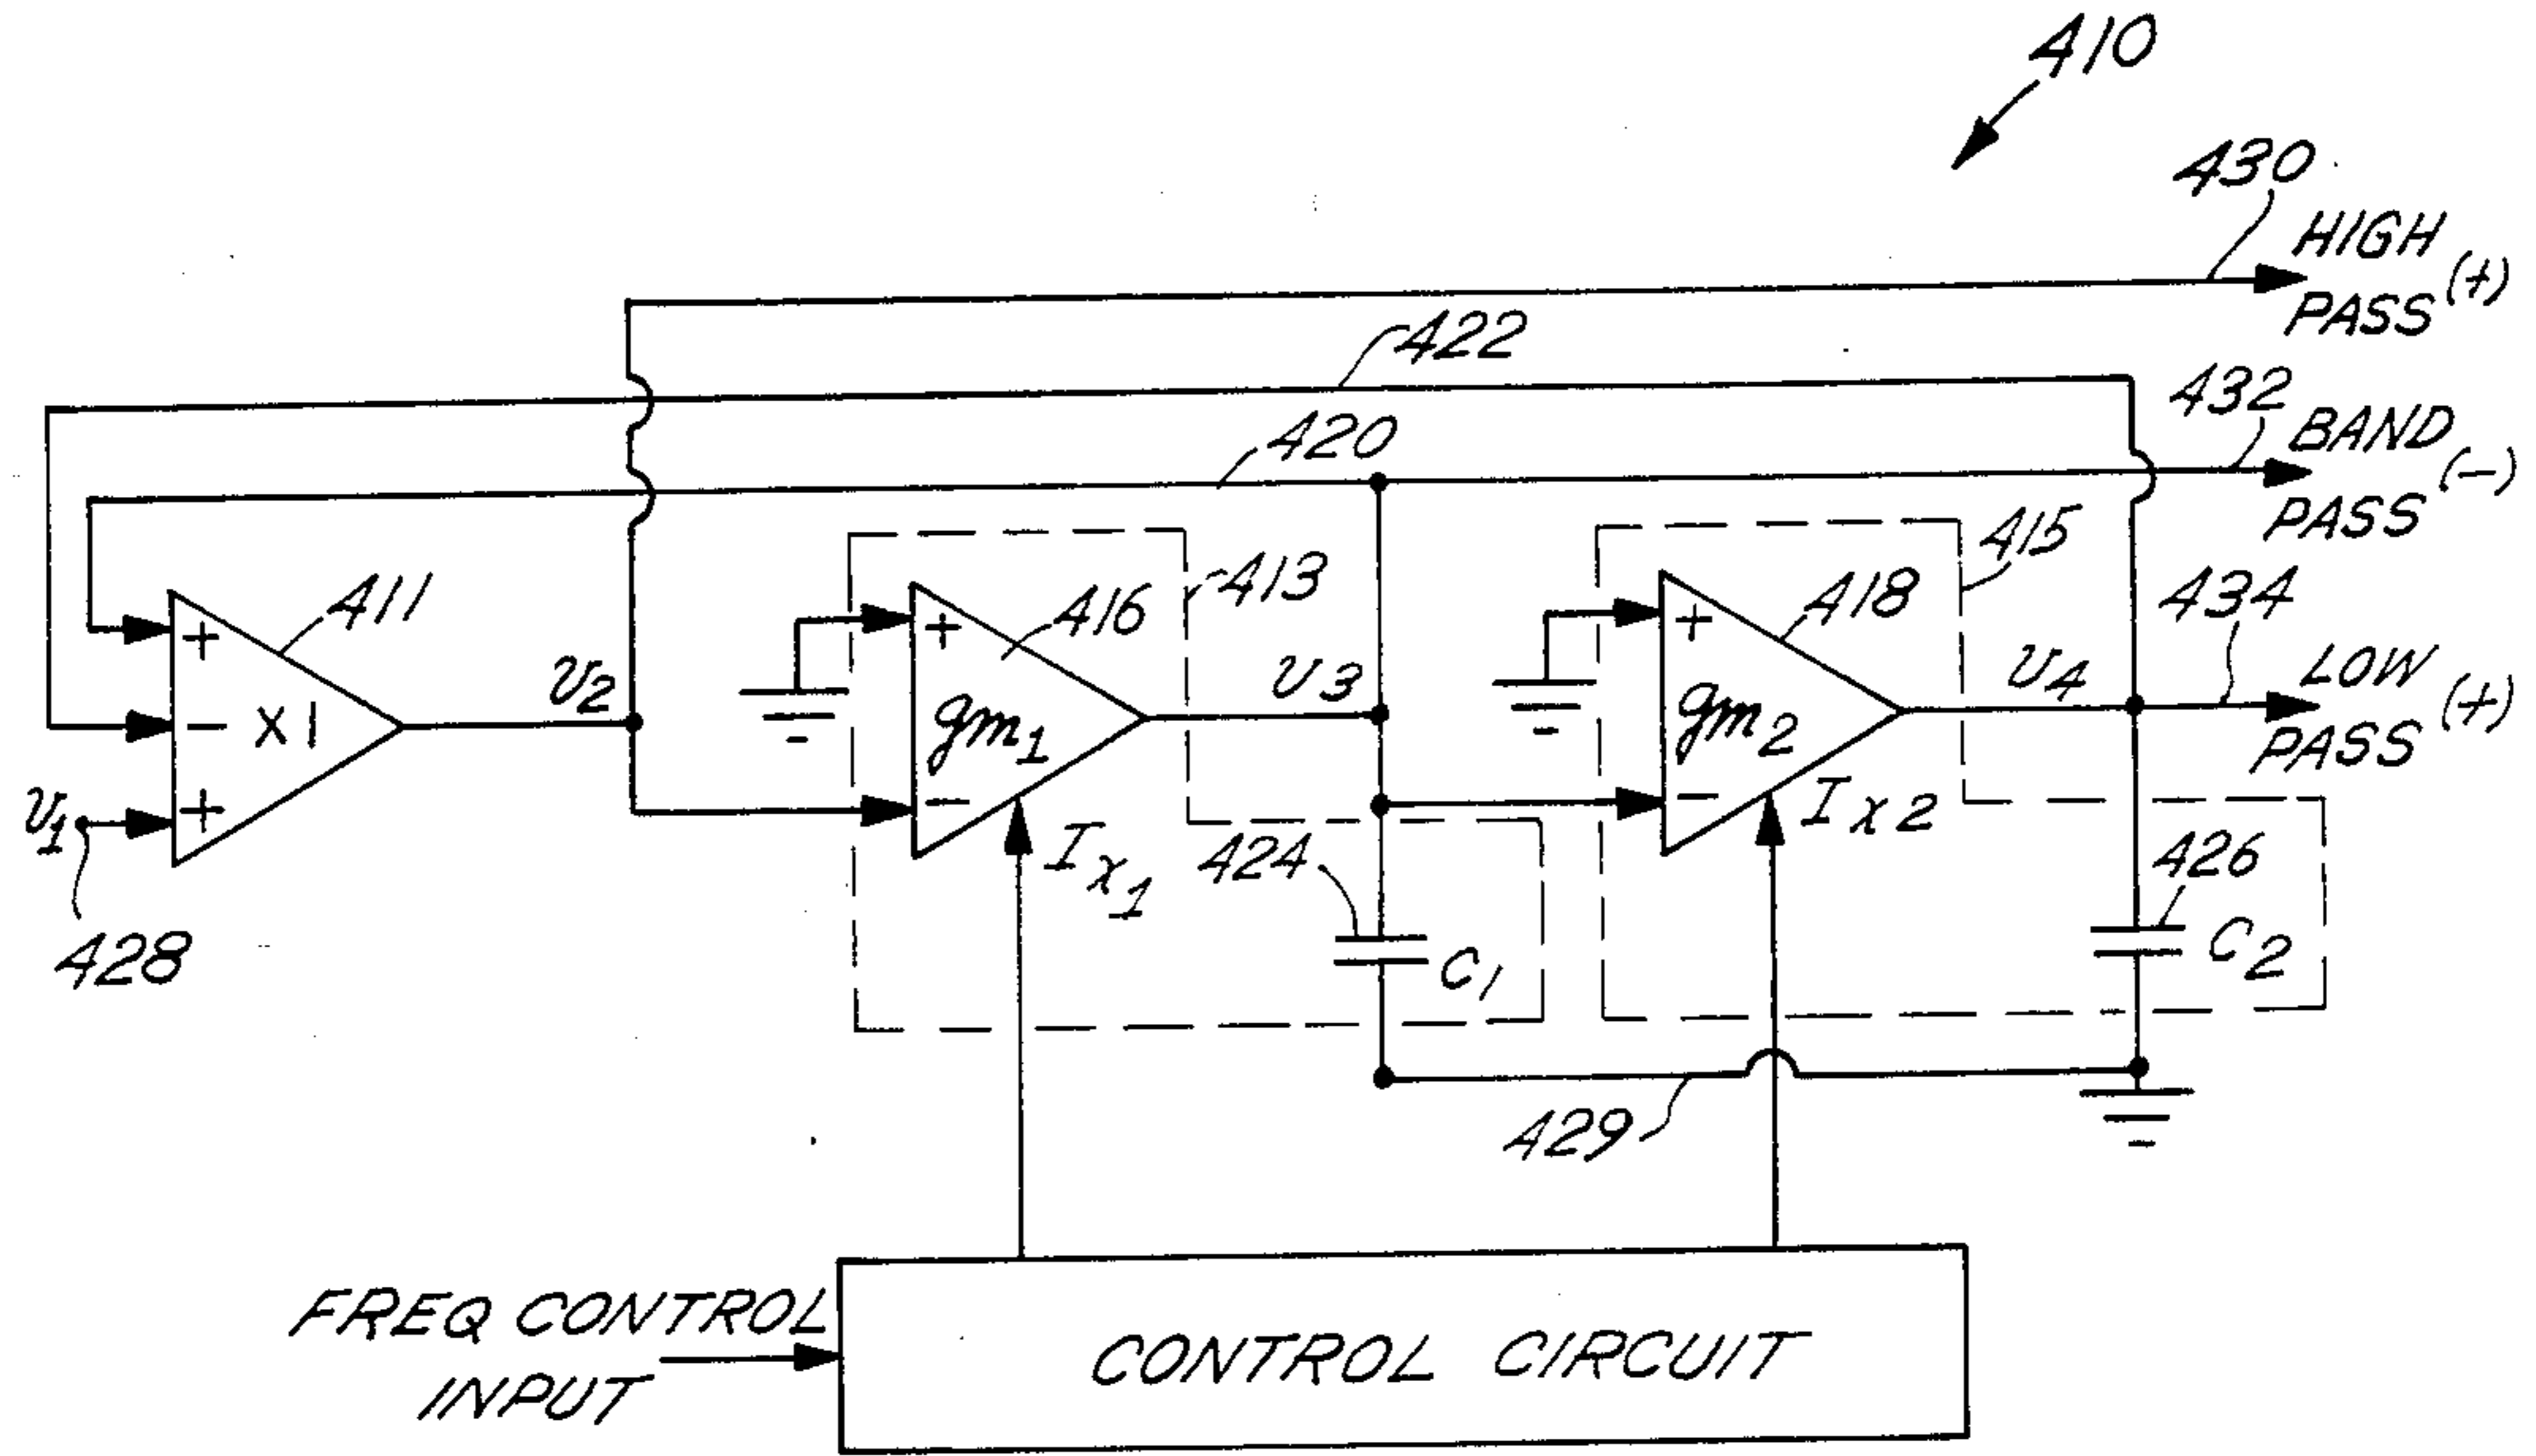 410
430
HIGH
PASS (+)
422
432
BAND
PASS (-)
420
411
+
- X1
+
v1
428
v2
413
+
416
gm1
-
Ix1
v3
424
C1
415
+
418
gm2
-
Ix2
v4
434
LOW
PASS (+)
426
C2
429
FREQ CONTROL
INPUT
CONTROL CIRCUIT